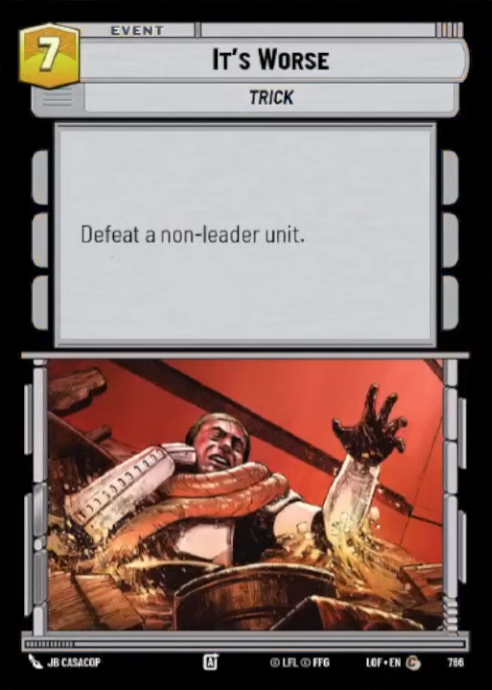 EVENT
7
IT'S WORSE
TRICK
Defeat a non-leader unit.
JB CASACOP
A
© LFL © FFG
LOF • EN
C
786